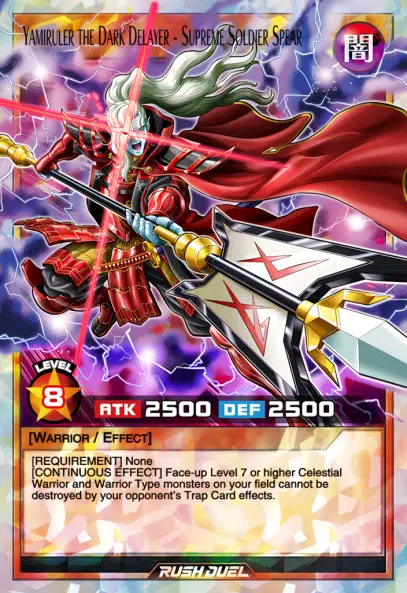 Yamiruler the Dark Delayer - Supreme Soldier Spear
闇
LEVEL
8
ATK 2500 DEF 2500
[Warrior / Effect]
[REQUIREMENT] None
[CONTINUOUS EFFECT] Face-up Level 7 or higher Celestial
Warrior and Warrior Type monsters on your field cannot be
destroyed by your opponent's Trap Card effects.
RUSH DUEL